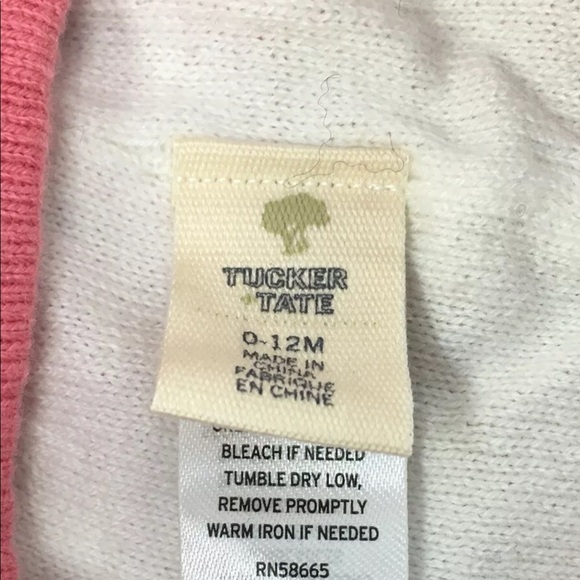 TUCKER
+TATE
0-12M
MADE IN
CHINA
FABRIQUE
EN CHINE
BLEACH IF NEEDED
TUMBLE DRY LOW,
REMOVE PROMPTLY
WARM IRON IF NEEDED
RN58665